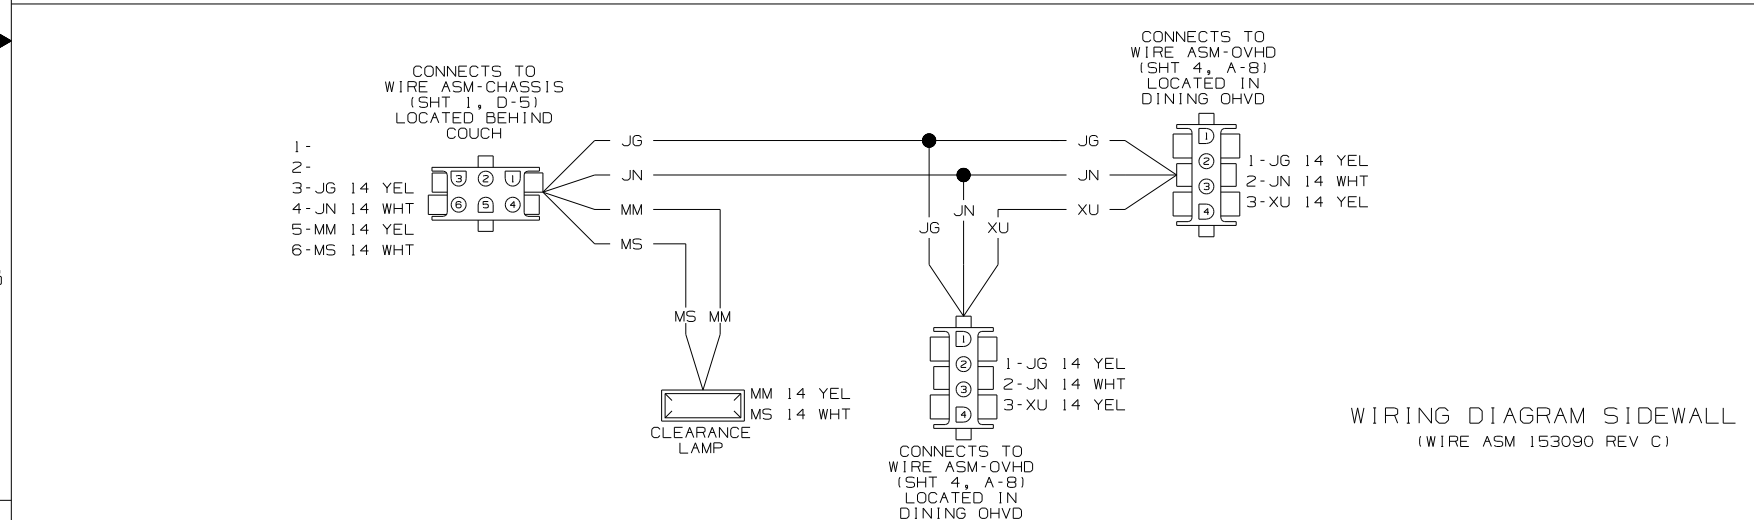 CONNECTS TO
WIRE ASM-CHASSIS
(SHT 1, D-5)
LOCATED BEHIND
COUCH
1-
2-
3-JG 14 YEL
4-JN 14 WHT
5-MM 14 YEL
6-MS 14 WHT
3 2 1
6 5 4
JG
JN
MM
MS
MS MM
MM 14 YEL
MS 14 WHT
CLEARANCE
LAMP
JG
JN
XU
JN
JG
XU
CONNECTS TO
WIRE ASM-OVHD
(SHT 4, A-8)
LOCATED IN
DINING OHVD
1
2
3
4
1-JG 14 YEL
2-JN 14 WHT
3-XU 14 YEL
1
2
3
4
1-JG 14 YEL
2-JN 14 WHT
3-XU 14 YEL
CONNECTS TO
WIRE ASM-OVHD
(SHT 4, A-8)
LOCATED IN
DINING OHVD
WIRING DIAGRAM SIDEWALL
(WIRE ASM 153090 REV C)